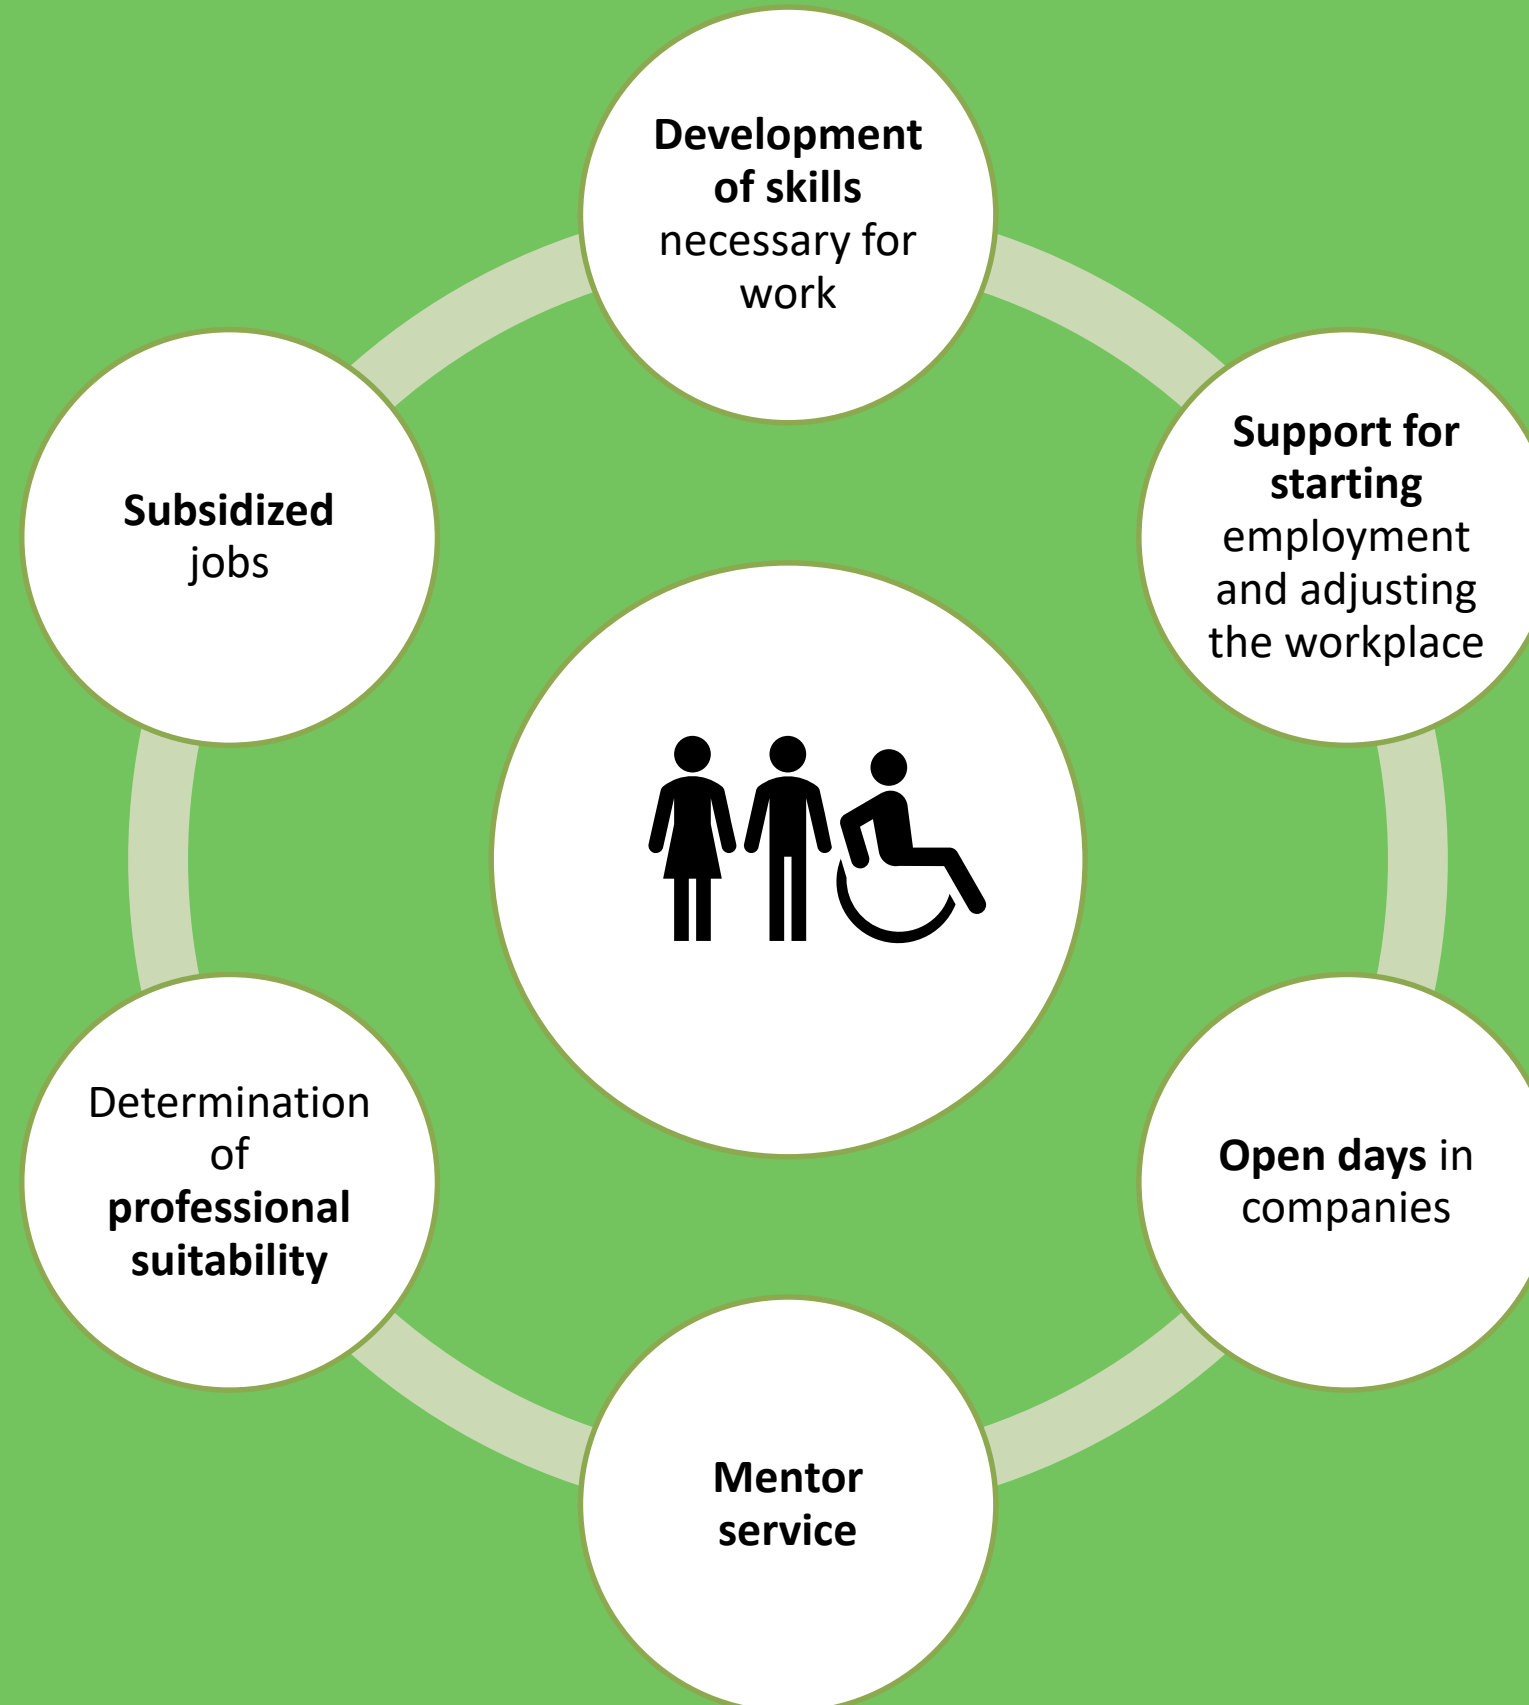 Development
of skills
necessary for
work
Support for
starting
employment
and adjusting
the workplace
Open days in
companies
Mentor
service
Determination
of
professional
suitability
Subsidized
jobs